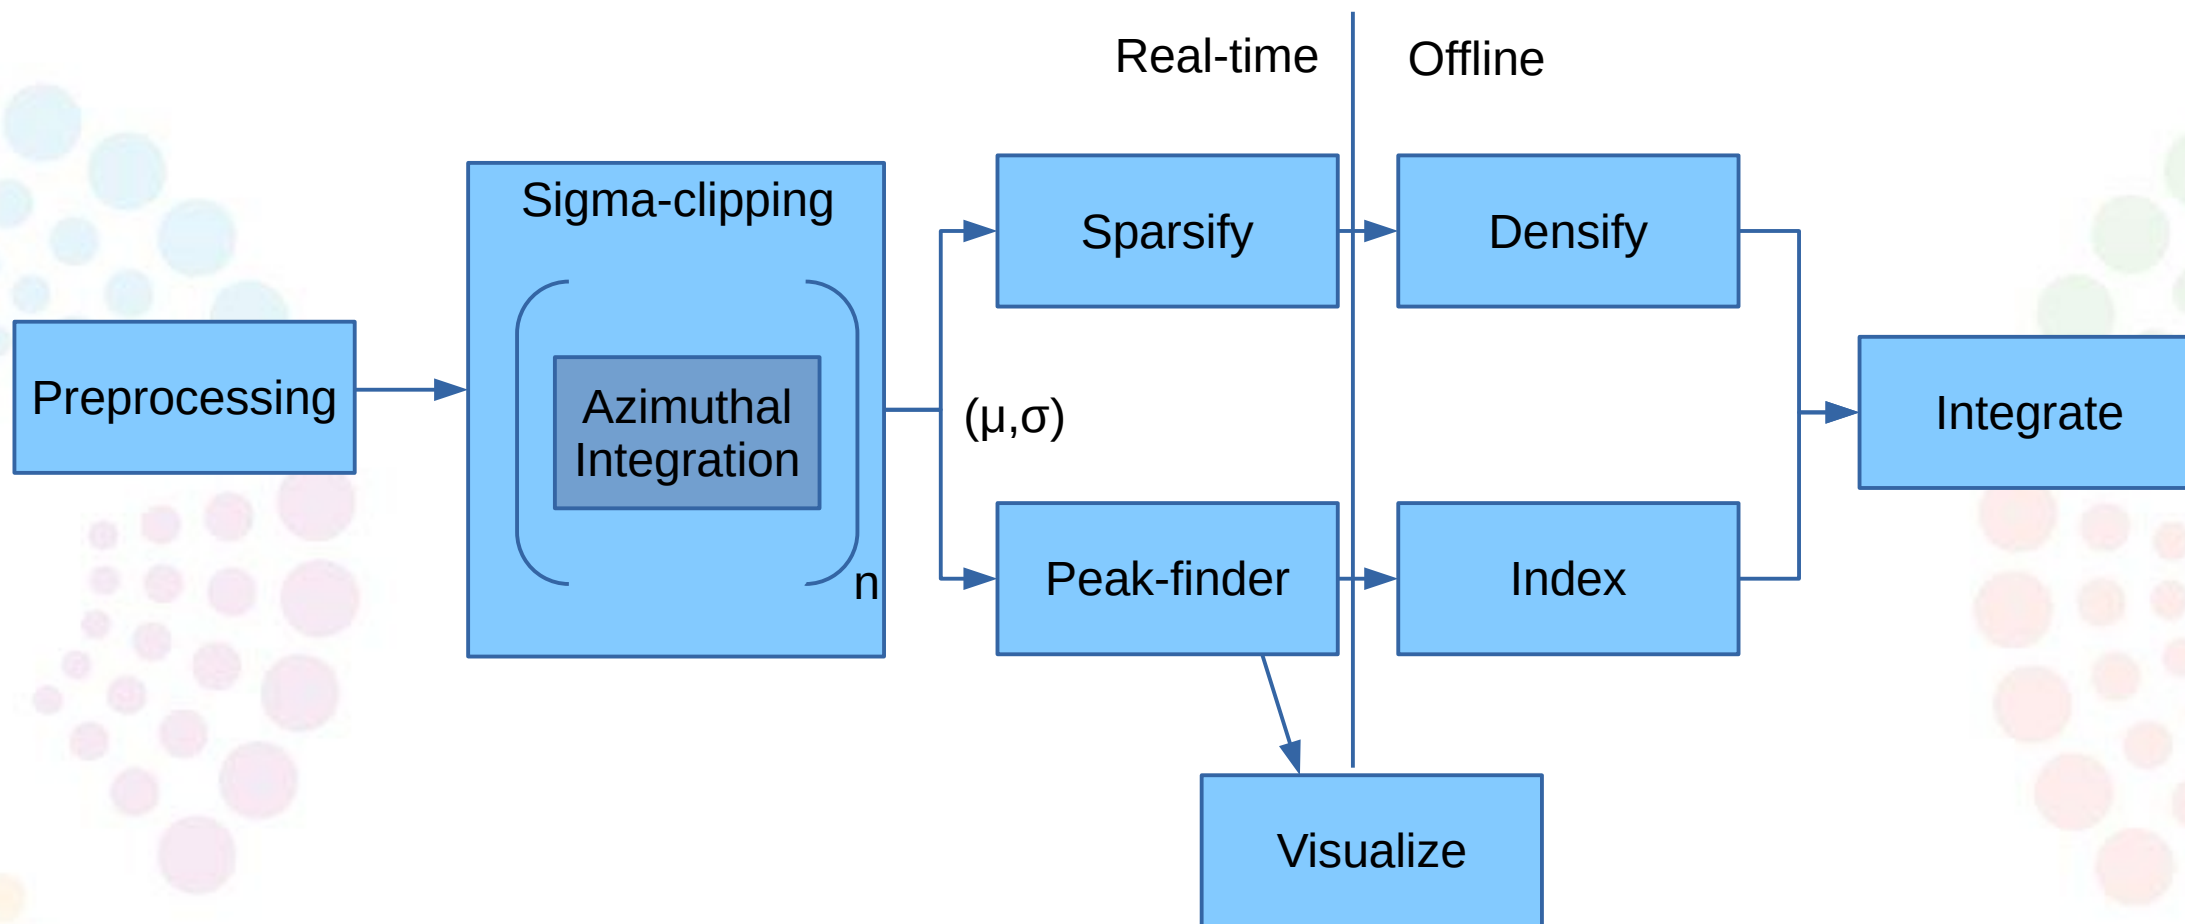 Real-time
Offline
Sigma-clipping
Sparsify
Densify
Preprocessing
Azimuthal
Integration
n
(μ,σ)
Integrate
Peak-finder
Index
Visualize